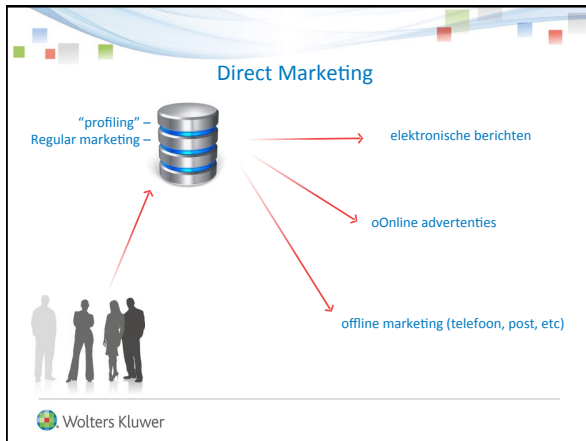 Direct Marketing
“profiling” –
Regular marketing –
elektronische berichten
oOnline advertenties
offline marketing (telefoon, post, etc)
Wolters Kluwer